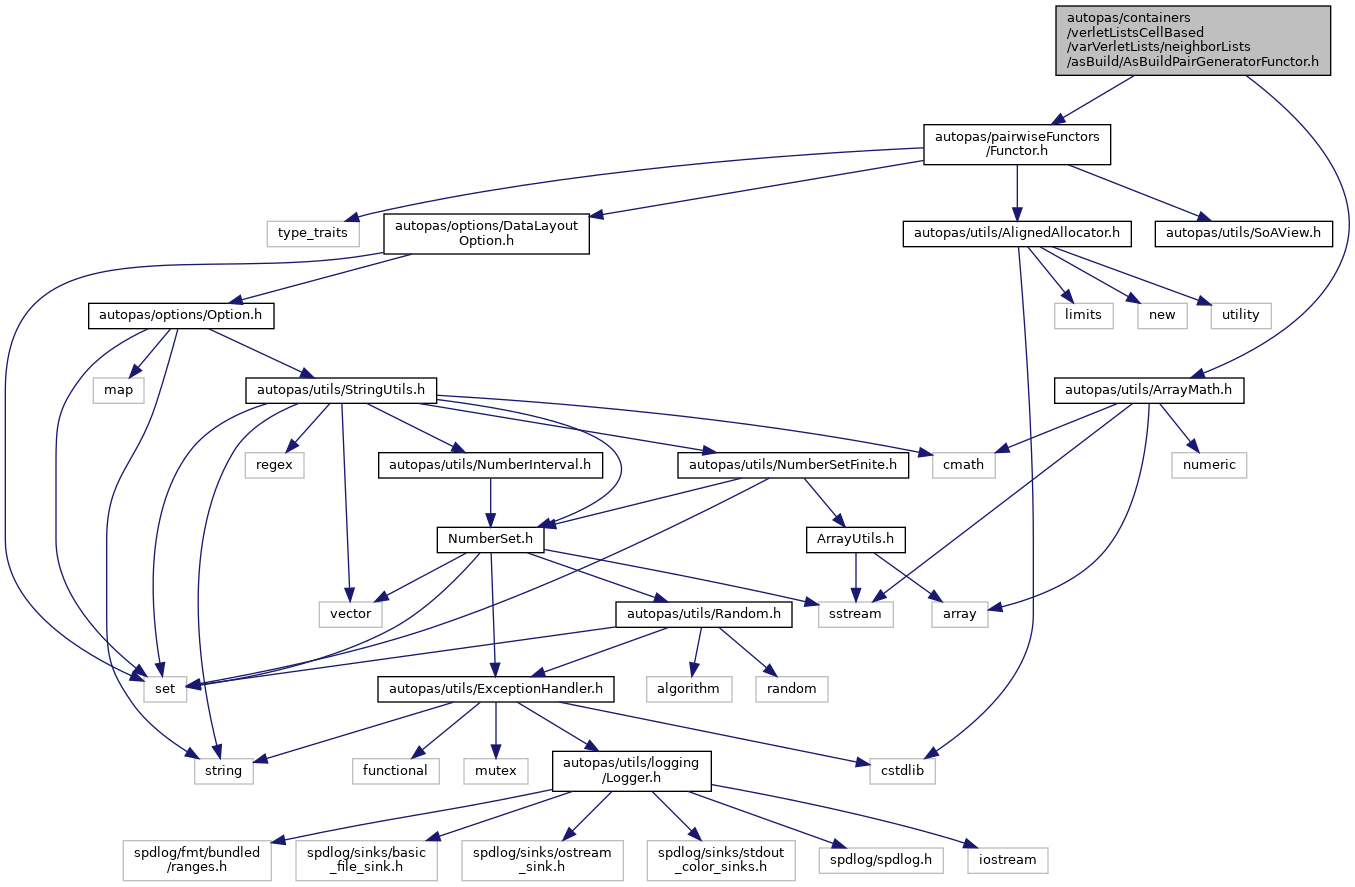 autopas/containers
/verletListsCellBased
/varVerletLists/neighborLists
/asBuild/AsBuildPairGeneratorFunctor.h
autopas/pairwiseFunctors
/Functor.h
type_traits
autopas/options/DataLayout
Option.h
autopas/utils/AlignedAllocator.h
autopas/utils/SoAView.h
autopas/options/Option.h
limits
new
utility
map
autopas/utils/StringUtils.h
autopas/utils/ArrayMath.h
regex
autopas/utils/NumberInterval.h
autopas/utils/NumberSetFinite.h
cmath
numeric
NumberSet.h
ArrayUtils.h
vector
autopas/utils/Random.h
sstream
array
set
autopas/utils/ExceptionHandler.h
algorithm
random
string
functional
mutex
autopas/utils/logging
/Logger.h
cstdlib
spdlog/fmt/bundled
/ranges.h
spdlog/sinks/basic
_file_sink.h
spdlog/sinks/ostream
_sink.h
spdlog/sinks/stdout
_color_sinks.h
spdlog/spdlog.h
iostream